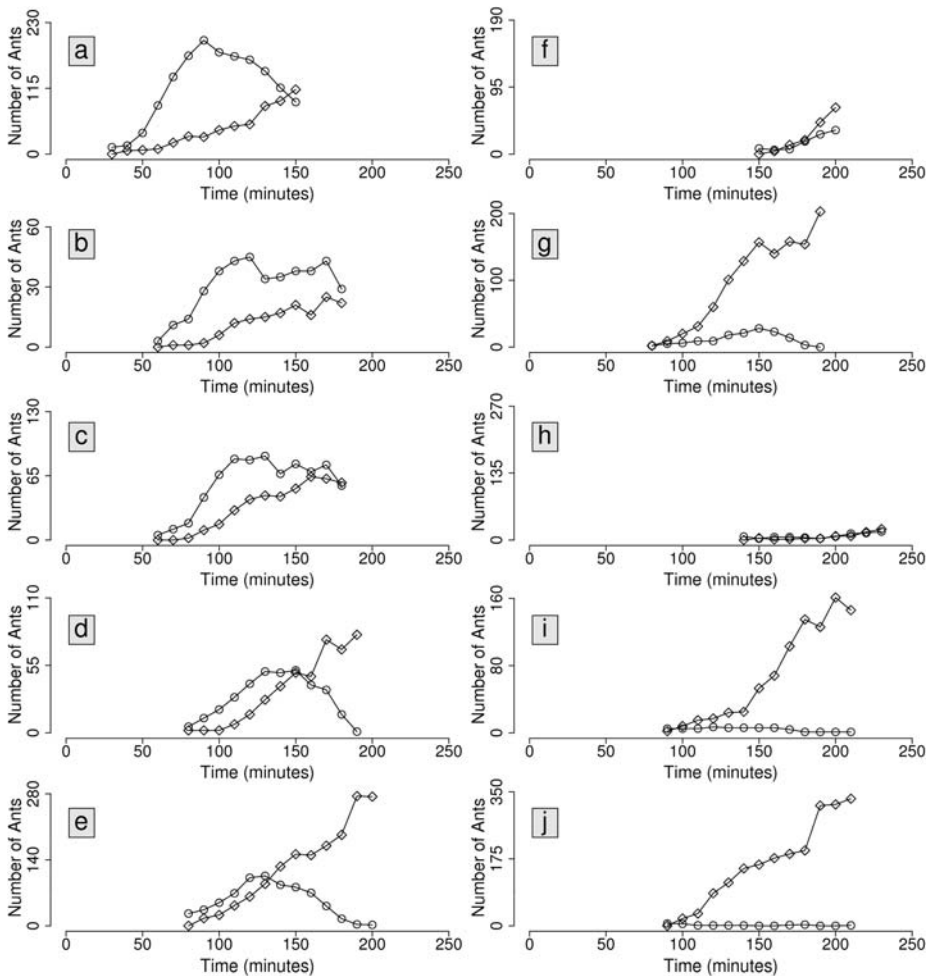 a
Number of Ants
0 115 230
0 50 100 150 200 250
Time (minutes)
b
Number of Ants
0 30 60
0 50 100 150 200 250
Time (minutes)
c
Number of Ants
0 65 130
0 50 100 150 200 250
Time (minutes)
d
Number of Ants
0 55 110
0 50 100 150 200 250
Time (minutes)
e
Number of Ants
0 140 280
0 50 100 150 200 250
Time (minutes)
f
Number of Ants
0 95 190
0 50 100 150 200 250
Time (minutes)
g
Number of Ants
0 100 200
0 50 100 150 200 250
Time (minutes)
h
Number of Ants
0 135 270
0 50 100 150 200 250
Time (minutes)
i
Number of Ants
0 80 160
0 50 100 150 200 250
Time (minutes)
j
Number of Ants
0 175 350
0 50 100 150 200 250
Time (minutes)